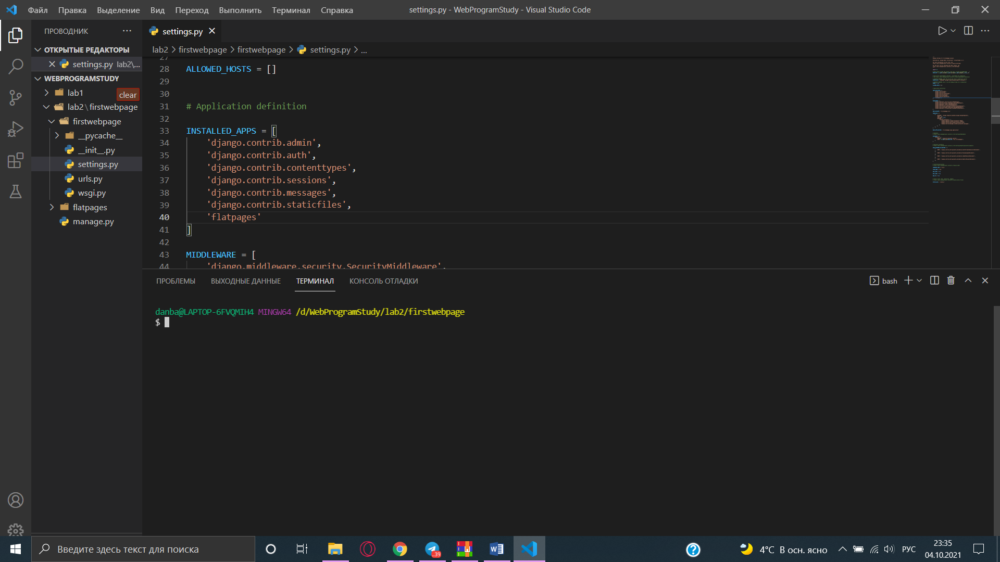 Файл Правка Выделение Вид Переход Выполнить Терминал Справка
settings.py - WebProgramStudy - Visual Studio Code
ПРОВОДНИК
ОТКРЫТЫЕ РЕДАКТОРЫ
settings.py lab2\...
WEBPROGRAMSTUDY
lab1
clear
lab2 \ firstwebpage
firstwebpage
__pycache__
__init__.py
settings.py
urls.py
wsgi.py
flatpages
manage.py
settings.py
lab2 > firstwebpage > firstwebpage > settings.py > ...
27
28 ALLOWED_HOSTS = []
29
30
31 # Application definition
32
33 INSTALLED_APPS = [
34 'django.contrib.admin',
35 'django.contrib.auth',
36 'django.contrib.contenttypes',
37 'django.contrib.sessions',
38 'django.contrib.messages',
39 'django.contrib.staticfiles',
40 'flatpages'
41 ]
42
43 MIDDLEWARE = [
44 'django.middleware.security.SecurityMiddleware',
ПРОБЛЕМЫ ВЫХОДНЫЕ ДАННЫЕ ТЕРМИНАЛ КОНСОЛЬ ОТЛАДКИ
bash
danba@LAPTOP-6FVQMIH4 MINGW64 /d/WebProgramStudy/lab2/firstwebpage
$
Введите здесь текст для поиска
..39
4°C В осн. ясно
РУС
23:35
04.10.2021